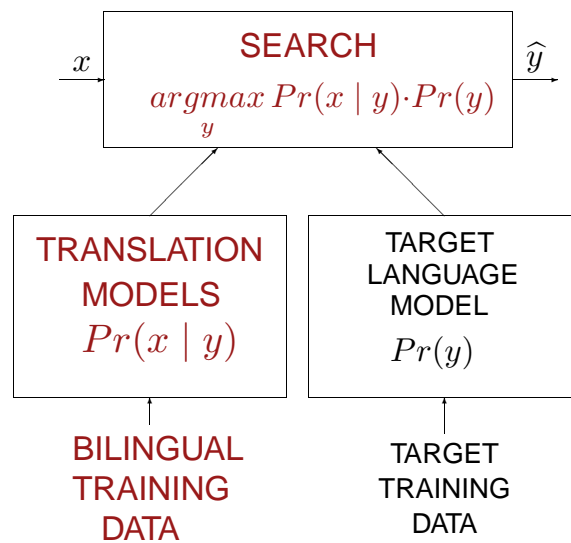 SEARCH
x
ŷ
argmax Pr(x | y)·Pr(y)
y
TRANSLATION
MODELS
Pr(x | y)
TARGET
LANGUAGE
MODEL
Pr(y)
BILINGUAL
TRAINING
DATA
TARGET
TRAINING
DATA